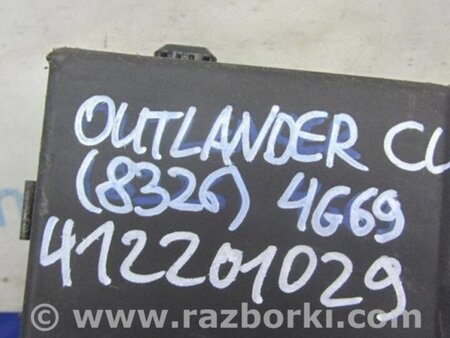 OUTLANDER CU
(8326) 4G69
412201029
www.razborki.com